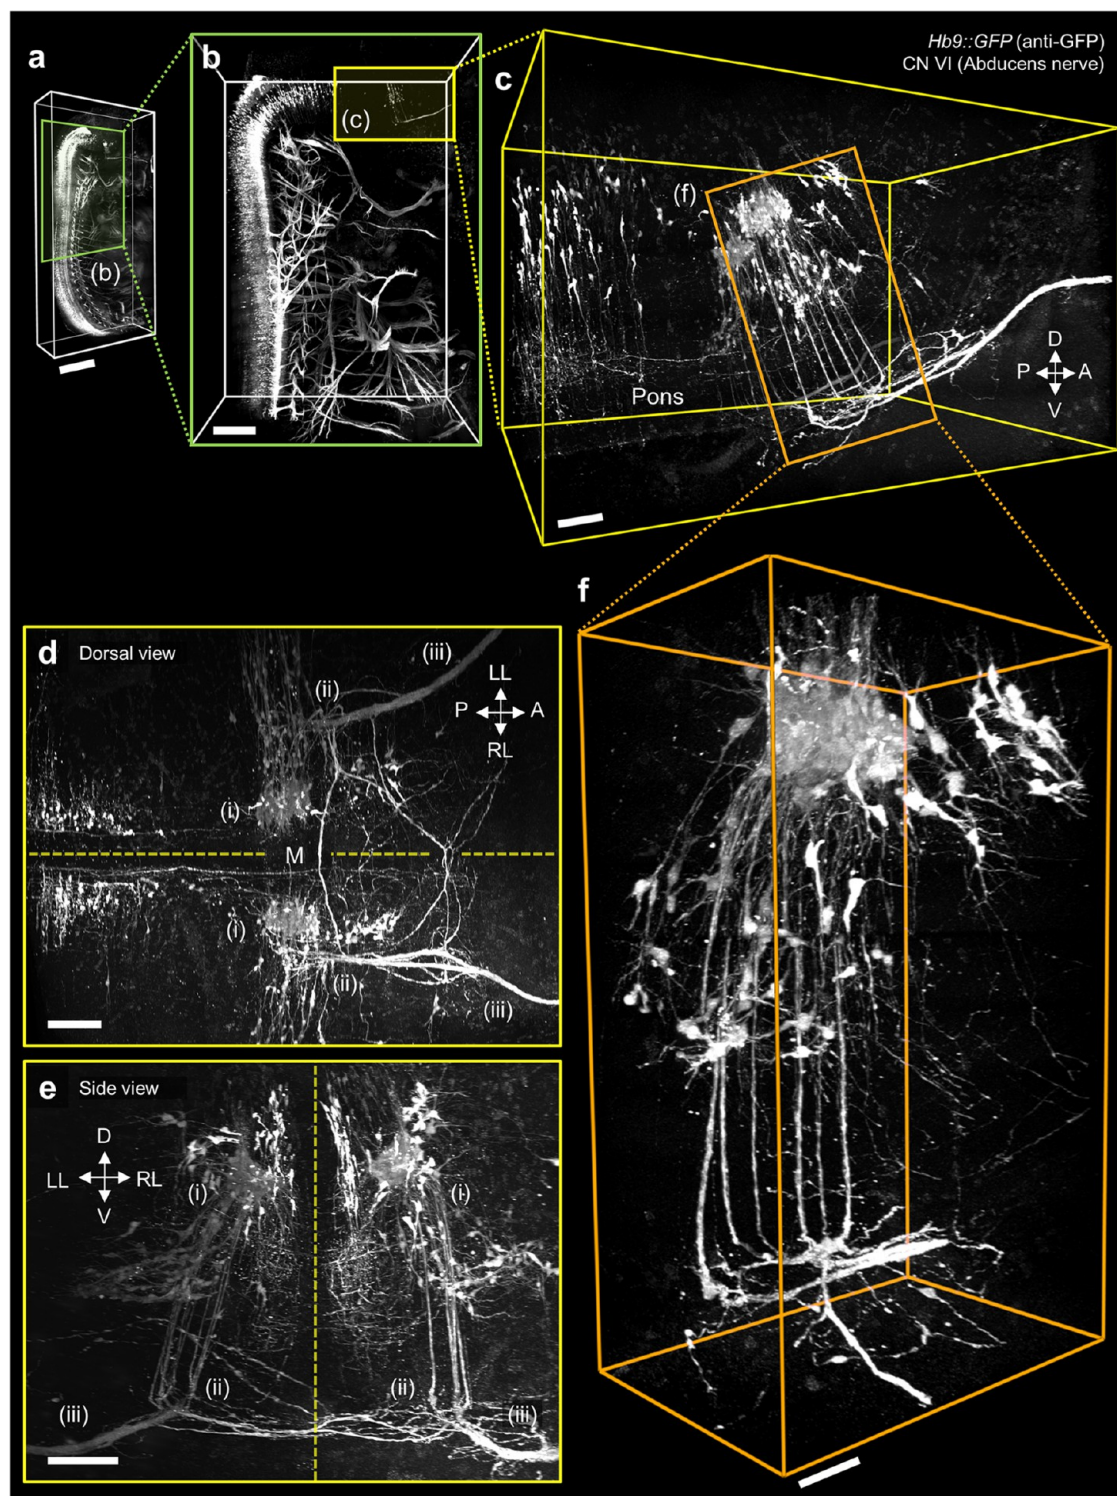 a
b
c
Hb9::GFP (anti-GFP)
CN VI (Abducens nerve)
(c)
(f)
(b)
D
P A
V
Pons
f
d Dorsal view
(iii)
(ii)
LL
P A
RL
(i)
M
(i)
(ii)
(iii)
e Side view
D
LL RL
V
(i)
(i)
(ii)
(ii)
(iii)
(iii)